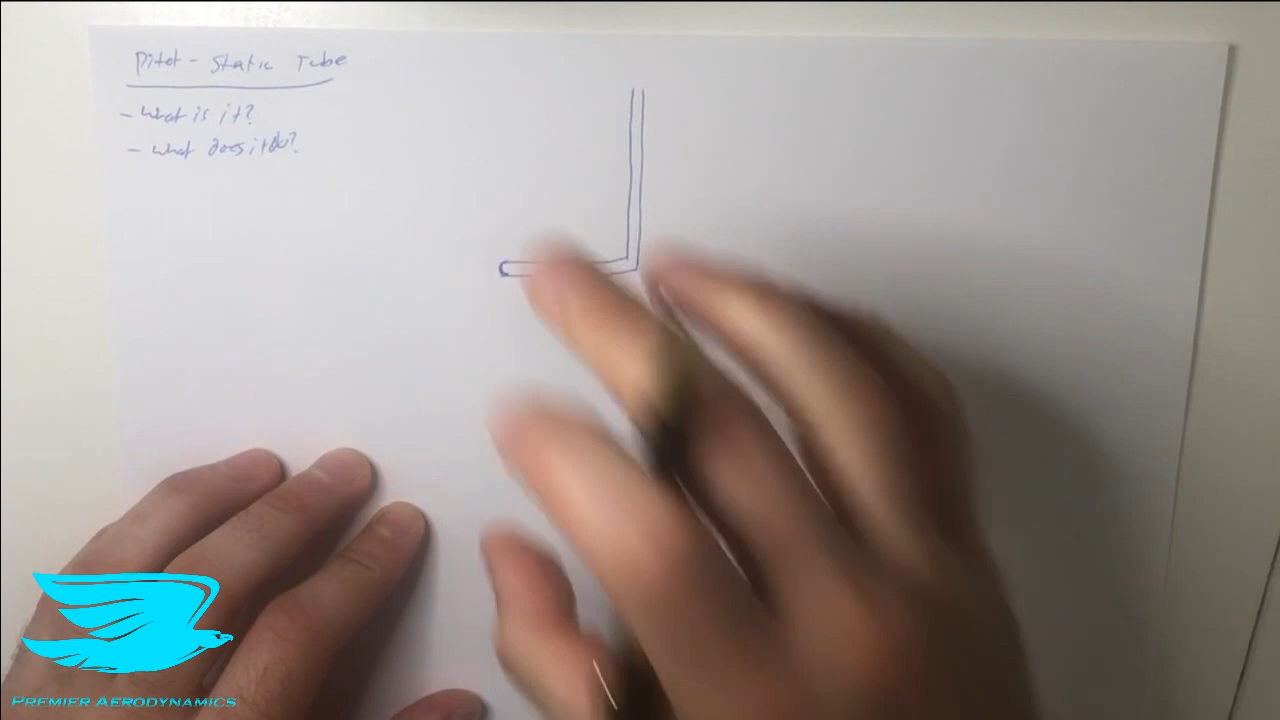 Pitot - Static Tube
- What is it?
- What does it do?
PREMIER AERODYNAMICS